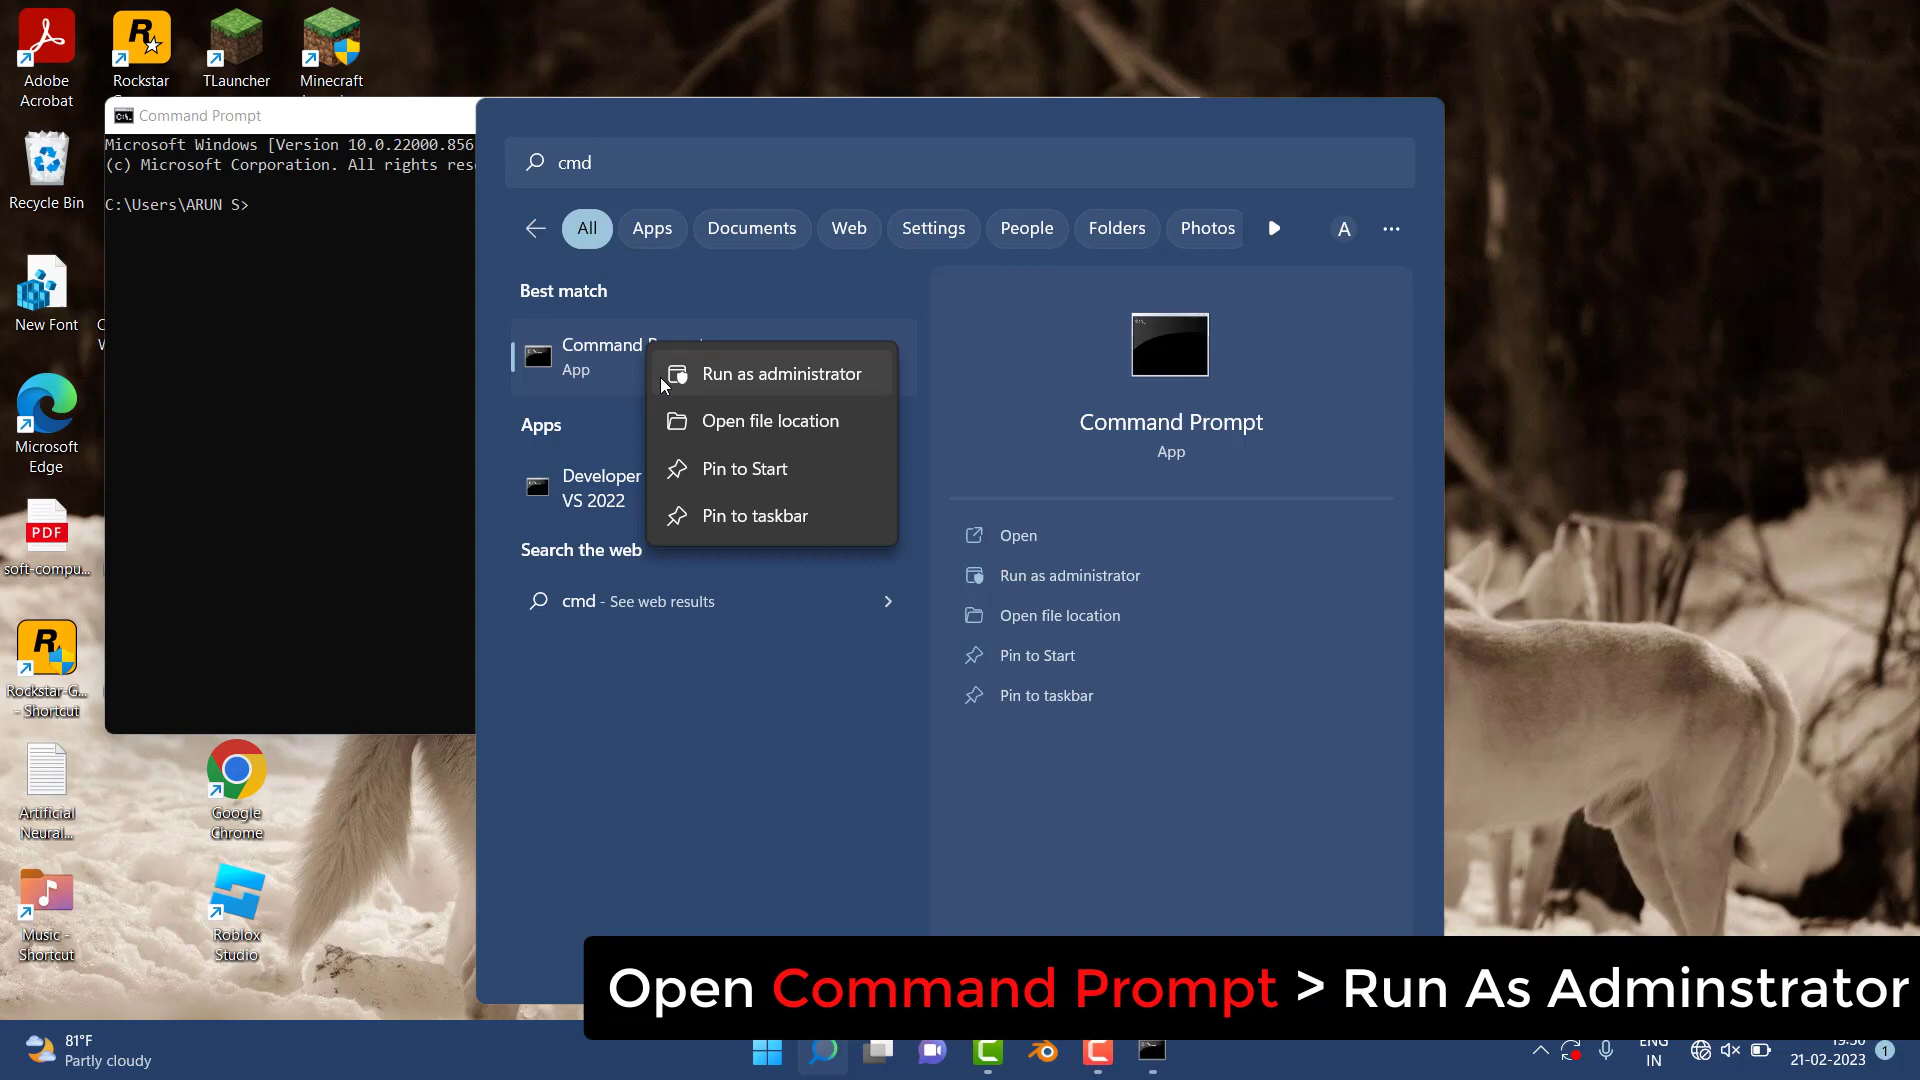 Adobe
Acrobat
Rockstar
TLauncher
Minecraft
Recycle Bin
New Font
Microsoft
Edge
PDF
soft-compu...
Rockstar-G...
- Shortcut
Artificial
Neural...
Google
Chrome
Music -
Shortcut
Roblox
Studio
Command Prompt
Microsoft Windows [Version 10.0.22000.856
(c) Microsoft Corporation. All rights res
C:\Users\ARUN S>
cmd
All
Apps
Documents
Web
Settings
People
Folders
Photos
A
Best match
Command
App
Apps
Developer
VS 2022
Search the web
cmd - See web results
Run as administrator
Open file location
Pin to Start
Pin to taskbar
Command Prompt
App
Open
Run as administrator
Open file location
Pin to Start
Pin to taskbar
Open Command Prompt > Run As Adminstrator
81°F
Partly cloudy
ENG
IN
21-02-2023
1